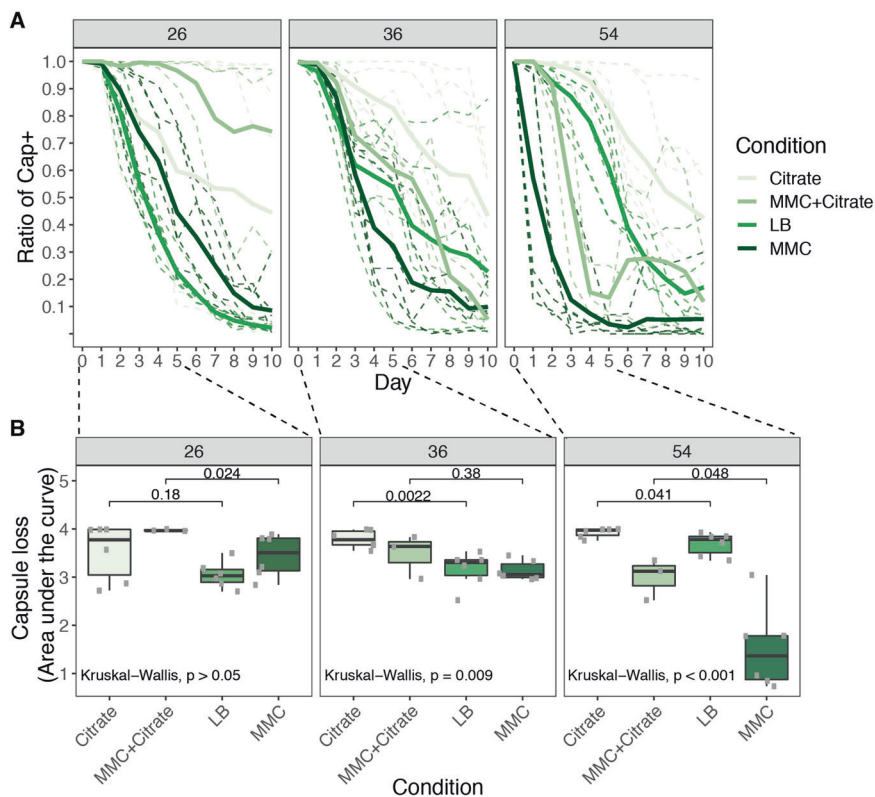 A
26 36 54
1.0
0.9
0.8
0.7
0.6
0.5
0.4
0.3
0.2
0.1
Ratio of Cap+
0 1 2 3 4 5 6 7 8 9 10 0 1 2 3 4 5 6 7 8 9 10 0 1 2 3 4 5 6 7 8 9 10
Day
Condition
Citrate
MMC+Citrate
LB
MMC
B
26 36 54
5
4
3
2
1
Capsule loss
(Area under the curve)
0.024
0.18
Kruskal−Wallis, p > 0.05
0.38
0.0022
Kruskal−Wallis, p = 0.009
0.048
0.041
Kruskal−Wallis, p < 0.001
Citrate MMC+Citrate LB MMC Citrate MMC+Citrate LB MMC Citrate MMC+Citrate LB MMC
Condition